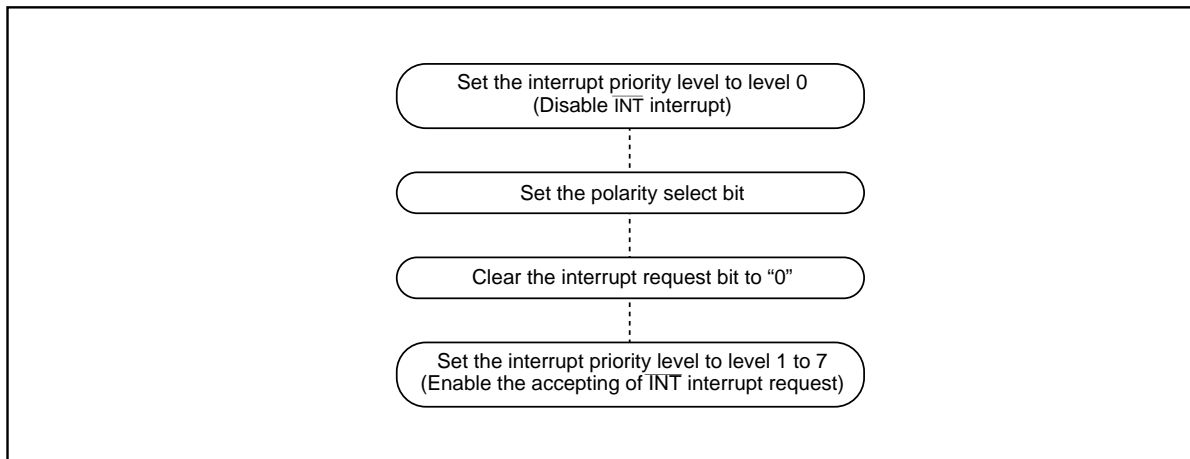 Set the interrupt priority level to level 0
(Disable INT interrupt)
Set the polarity select bit
Clear the interrupt request bit to “0”
Set the interrupt priority level to level 1 to 7
(Enable the accepting of INT interrupt request)